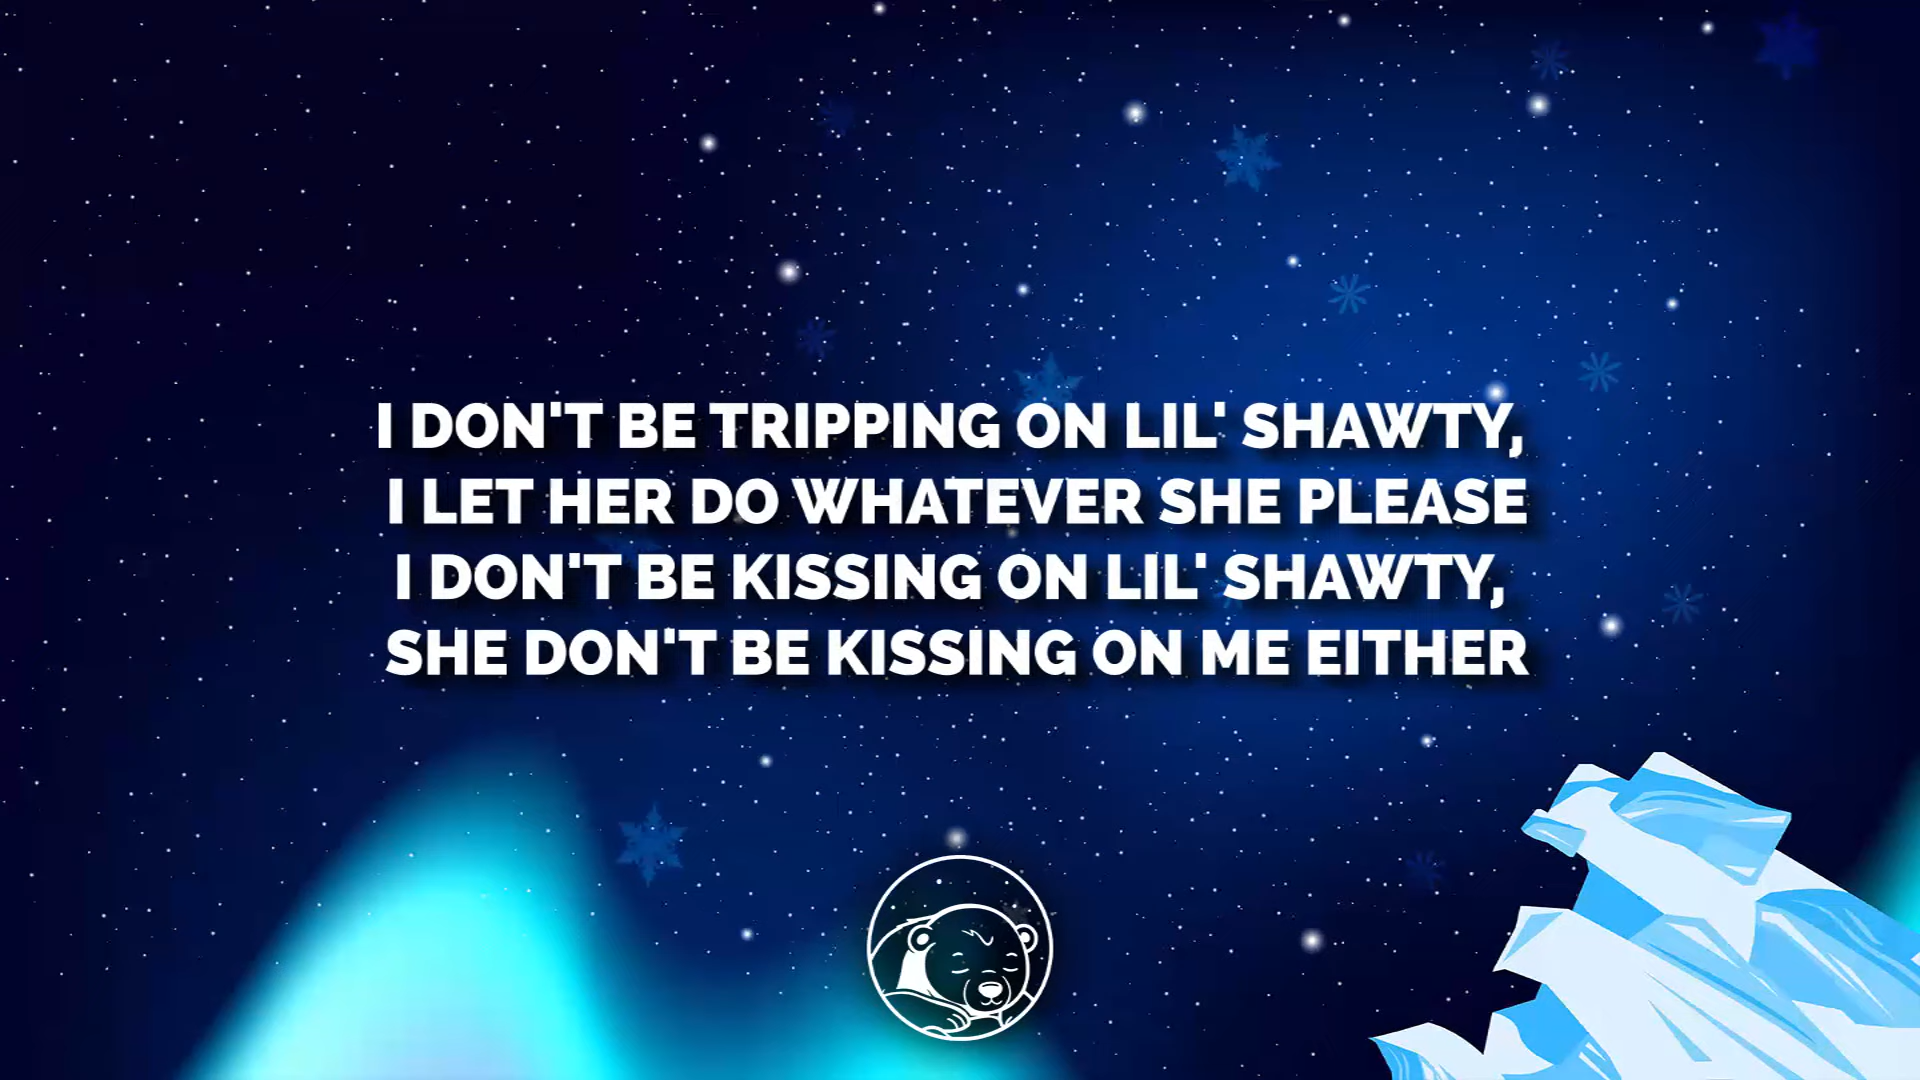 I DON'T BE TRIPPING ON LIL' SHAWTY,
I LET HER DO WHATEVER SHE PLEASE
I DON'T BE KISSING ON LIL' SHAWTY,
SHE DON'T BE KISSING ON ME EITHER